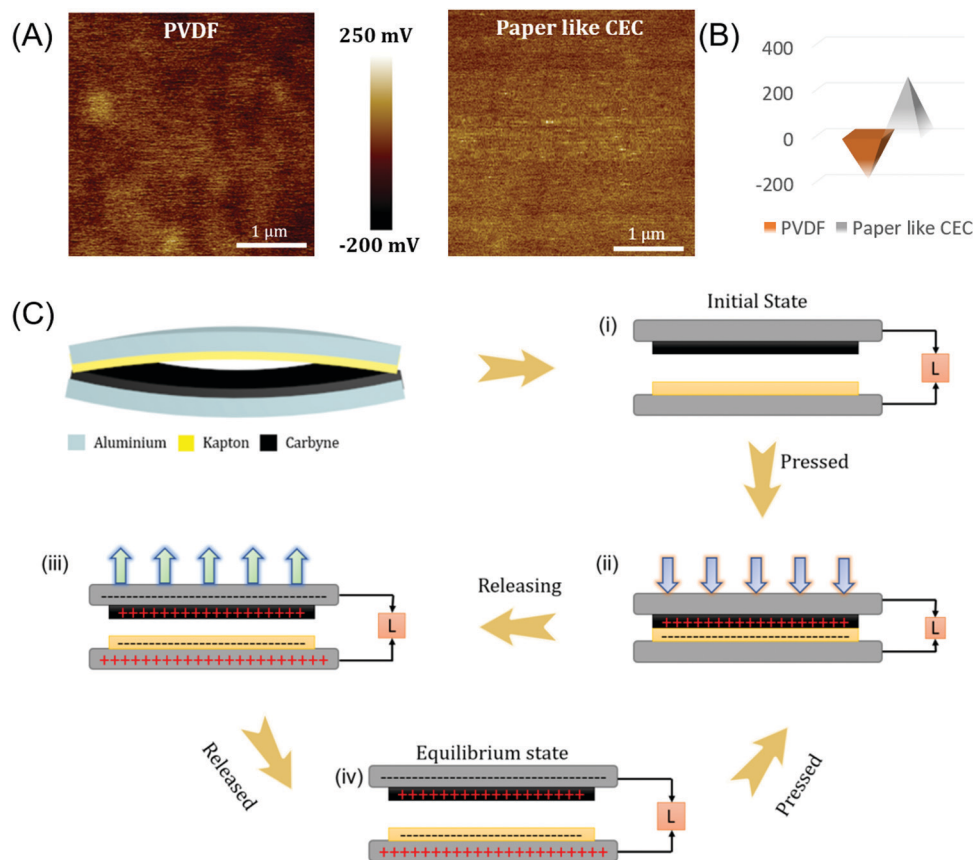 (A)
PVDF
250 mV
-200 mV
1 µm
Paper like CEC
1 µm
(B)
400
200
0
-200
PVDF Paper like CEC
(C)
Aluminium Kapton Carbyne
Initial State
(i)
L
Pressed
(ii)
+++++++++++++++
L
Releasing
(iii)
+++++++++++++++
L
++++++++++++++++++
Released
Equilibrium state
(iv)
+++++++++++++++
L
++++++++++++++++++
Pressed